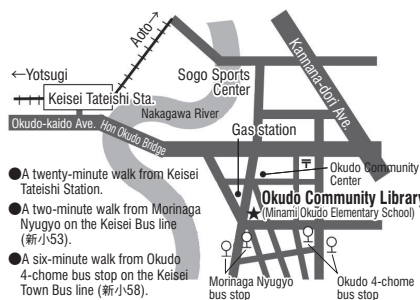 Aoto→
←Yotsugi
Keisei Tateishi Sta.
Sogo Sports
Center
Kannana-dori Ave.
Nakagawa River
Okudo-kaido Ave.
Hon Okudo Bridge
Gas station
〒
Okudo Community
Center
Okudo Community Library
(Minami Okudo Elementary School)
★
●A twenty-minute walk from Keisei
Tateishi Station.
●A two-minute walk from Morinaga
Nyugyo on the Keisei Bus line
(新小53).
●A six-minute walk from Okudo
4-chome bus stop on the Keisei
Town Bus line (新小58).
Morinaga Nyugyo
bus stop
Okudo 4-chome
bus stop